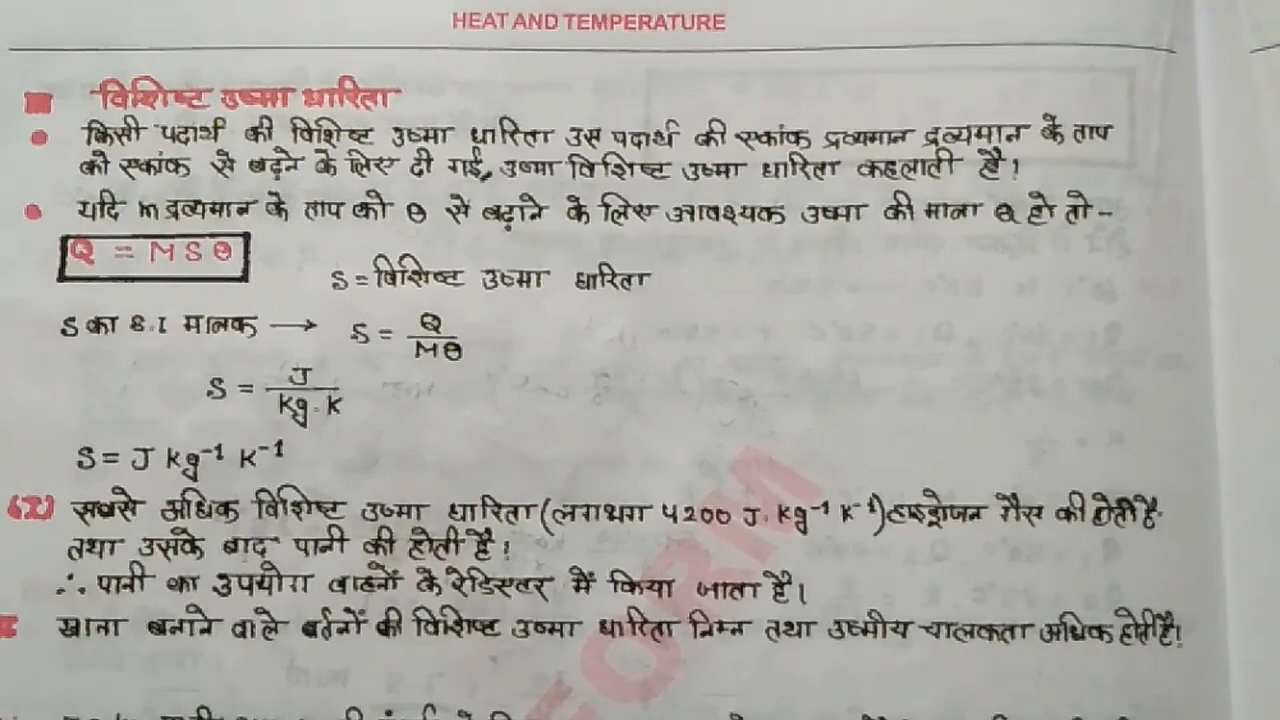 HEAT AND TEMPERATURE
विशिष्ट उष्मा धारिता
किसी पदार्थ की विशिष्ट उष्मा धारिता उस पदार्थ की एकांक द्रव्यमान द्रव्यमान के ताप
को एकांक से बढ़ने के लिए दी गई, उष्मा विशिष्ट उष्मा धारिता कहलाती है।
यदि m द्रव्यमान के ताप को θ से बढ़ाने के लिए आवश्यक उष्मा की मात्रा Q हो तो -
Q = M S θ
S = विशिष्ट उष्मा धारिता
S का S.I मात्रक → S = Q / Mθ
S = J / Kg. K
S = J Kg⁻¹ K⁻¹
सबसे अधिक विशिष्ट उष्मा धारिता (लगभग 4200 J. Kg⁻¹ K⁻¹) हाइड्रोजन गैस की होती है
तथा उसके बाद पानी की होती है।
∴ पानी का उपयोग वाहनों के रेडिस्टर में किया जाता है।
खाना बनाने वाले बर्तनों की विशिष्ट उष्मा धारिता निम्न तथा उष्मीय चालकता अधिक होती है।
FORM